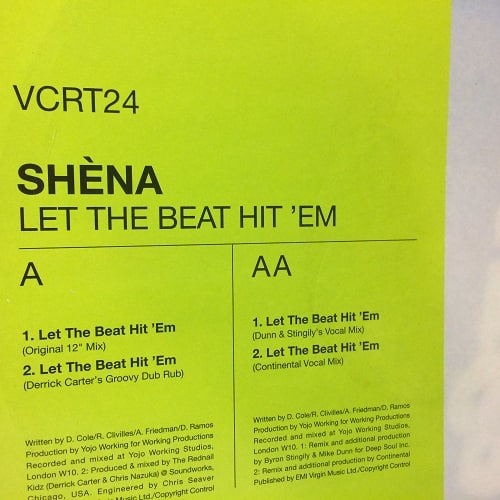 VCRT24
SHÈNA
LET THE BEAT HIT 'EM
A
1. Let The Beat Hit 'Em
(Original 12" Mix)
2. Let The Beat Hit 'Em
(Derrick Carter's Groovy Dub Rub)
Written by D. Cole/R. Clivilles/A. Friedman/D. Ramos
Production by Yojo Working for Working Productions
Recorded and mixed at Yojo Working Studios,
London W10. 2: Produced & mixed by The Rednail
Kidz (Derrick Carter & Chris Nazuka) @ Soundworks,
Chicago, USA. Engineered by Chris Seaver
Music Ltd./Copyright Control
AA
1. Let The Beat Hit 'Em
(Dunn & Stingily's Vocal Mix)
2. Let The Beat Hit 'Em
(Continental Vocal Mix)
Written by D. Cole/R. Clivilles/A. Friedman/D. Ramos
Production by Yojo Working for Working Productions
Recorded and mixed at Yojo Working Studios,
London W10. 1: Remix and additional production
by Byron Stingily & Mike Dunn for Deep Soul Inc.
2: Remix and additional production by Continental
Published by EMI Virgin Music Ltd./Copyright Control